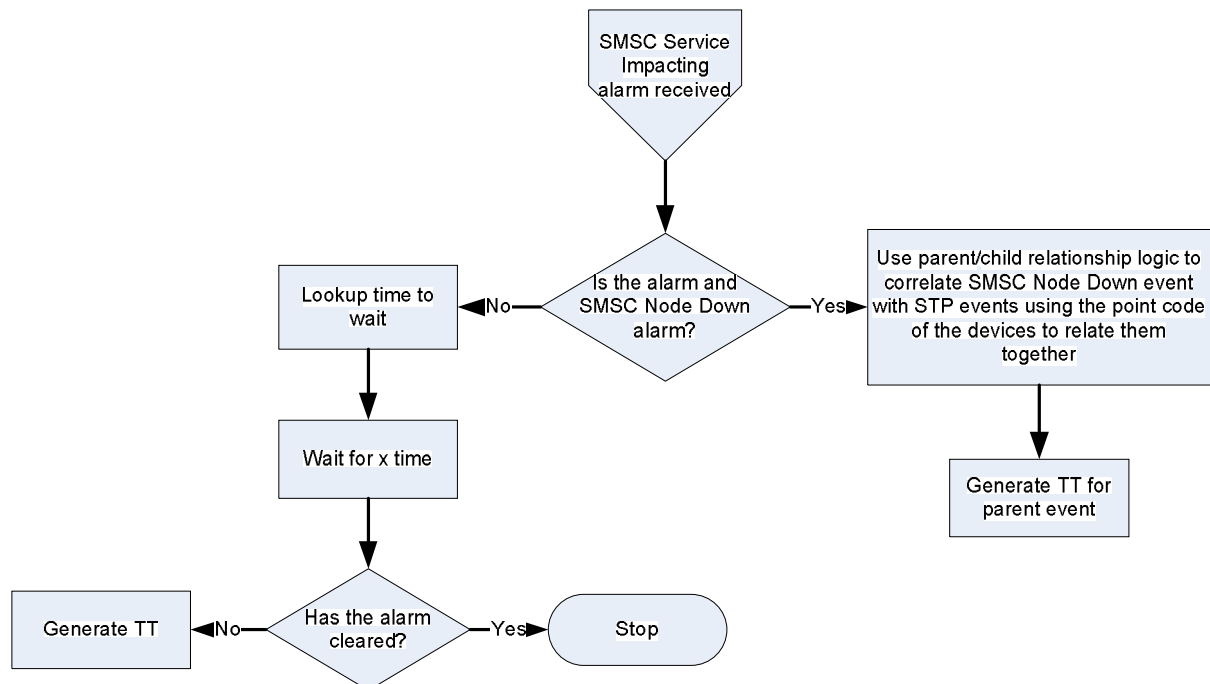 SMSC Service
Impacting
alarm received
Is the alarm and
SMSC Node Down
alarm?
No
Yes
Lookup time to
wait
Use parent/child relationship logic to
correlate SMSC Node Down event
with STP events using the point code
of the devices to relate them
together
Wait for x time
Generate TT for
parent event
Has the alarm
cleared?
No
Yes
Generate TT
Stop